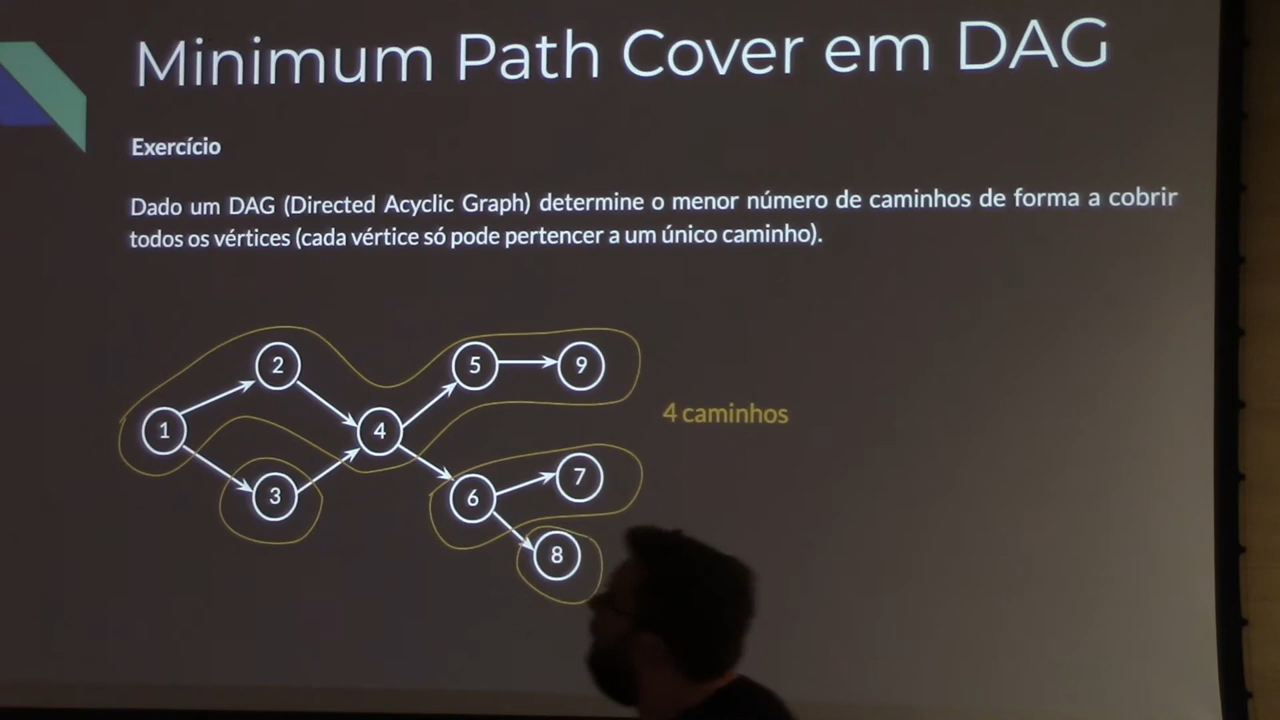 Minimum Path Cover em DAG
Exercício
Dado um DAG (Directed Acyclic Graph) determine o menor número de caminhos de forma a cobrir
todos os vértices (cada vértice só pode pertencer a um único caminho).
2
5
9
1
4
4 caminhos
3
6
7
8